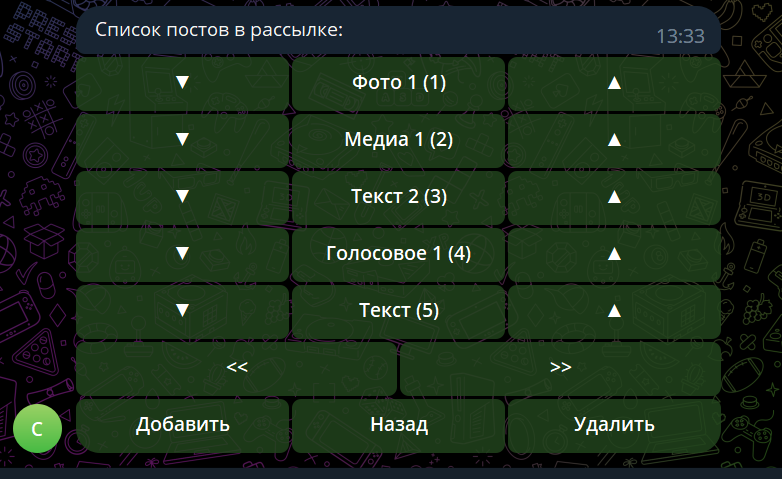 Список постов в рассылке:
13:33
▼ Фото 1 (1) ▲
▼ Медиа 1 (2) ▲
▼ Текст 2 (3) ▲
▼ Голосовое 1 (4) ▲
▼ Текст (5) ▲
<< >>
Добавить Назад Удалить
С